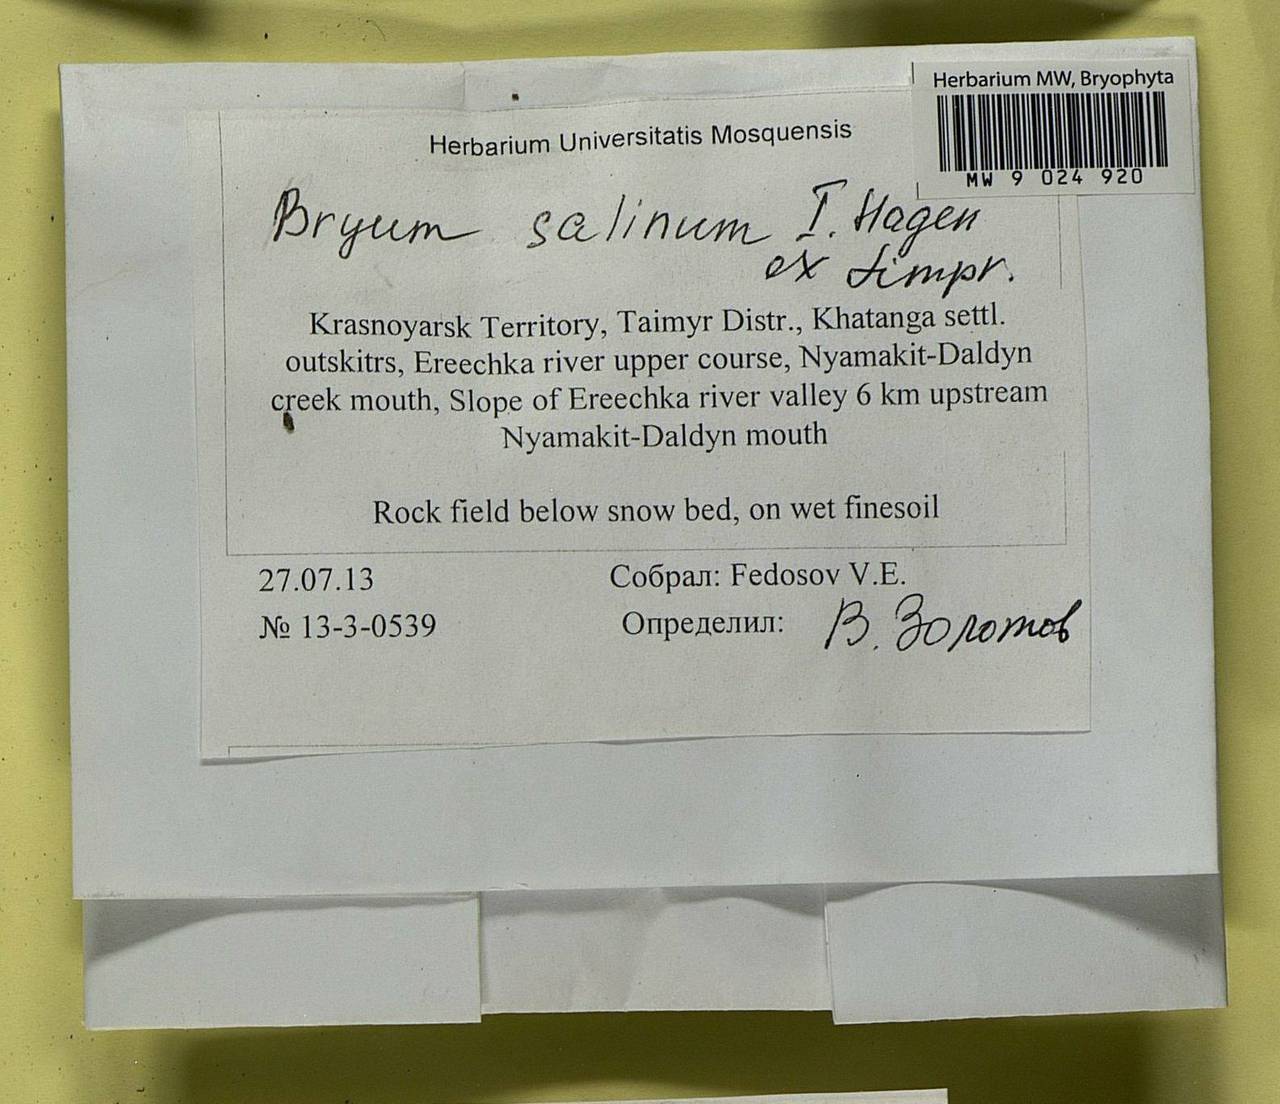 Herbarium MW, Bryophyta
MW 9 024 920
Herbarium Universitatis Mosquensis
Bryum salinum I. Hagen
ex Limpr.
Krasnoyarsk Territory, Taimyr Distr., Khatanga settl.
outskitrs, Ereechka river upper course, Nyamakit-Daldyn
creek mouth, Slope of Ereechka river valley 6 km upstream
Nyamakit-Daldyn mouth
Rock field below snow bed, on wet finesoil
27.07.13
Собрал: Fedosov V.E.
№ 13-3-0539
Определил: В. Золотов